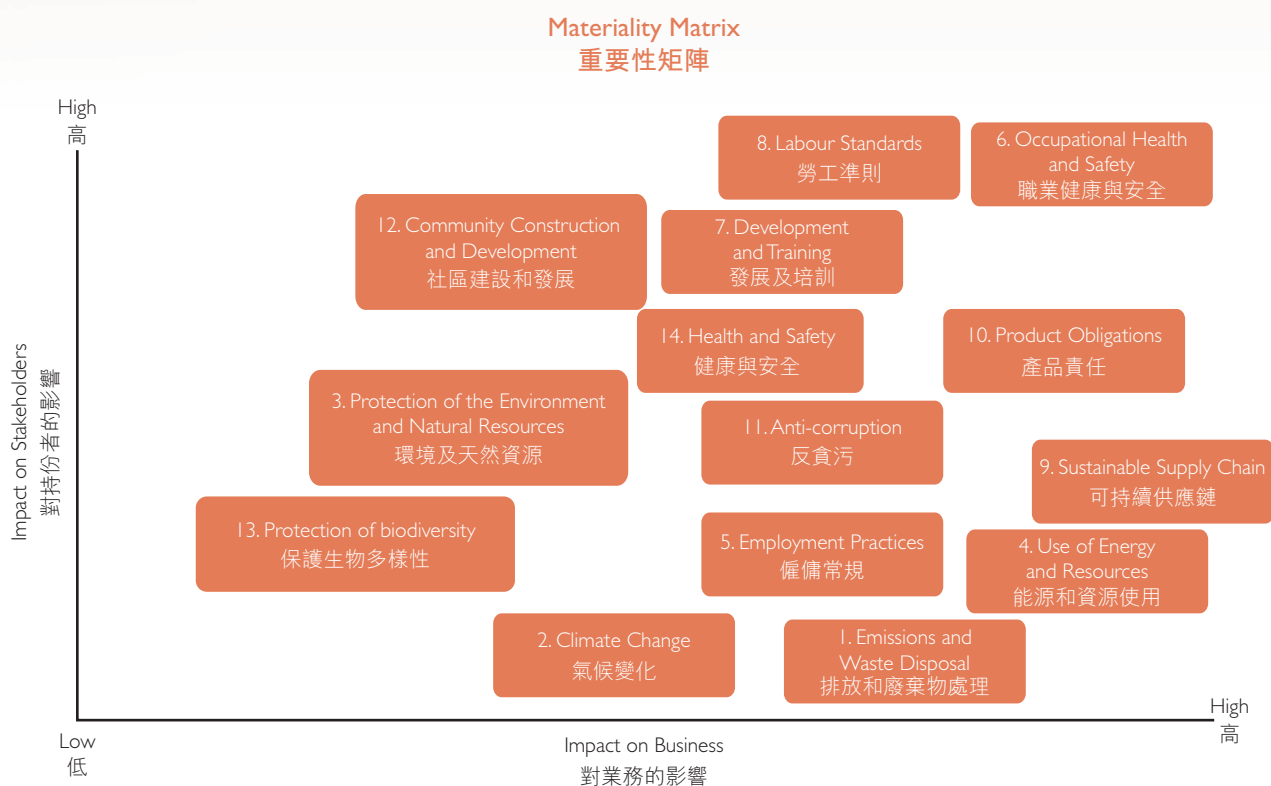 Materiality Matrix
重要性矩陣
High
高
8. Labour Standards
勞工準則
6. Occupational Health
and Safety
職業健康與安全
12. Community Construction
and Development
社區建設和發展
7. Development
and Training
發展及培訓
14. Health and Safety
健康與安全
10. Product Obligations
產品責任
Impact on Stakeholders
對持份者的影響
3. Protection of the Environment
and Natural Resources
環境及天然資源
11. Anti-corruption
反貪污
9. Sustainable Supply Chain
可持續供應鏈
13. Protection of biodiversity
保護生物多樣性
5. Employment Practices
僱傭常規
4. Use of Energy
and Resources
能源和資源使用
2. Climate Change
氣候變化
1. Emissions and
Waste Disposal
排放和廢棄物處理
Low
低
Impact on Business
對業務的影響
High
高